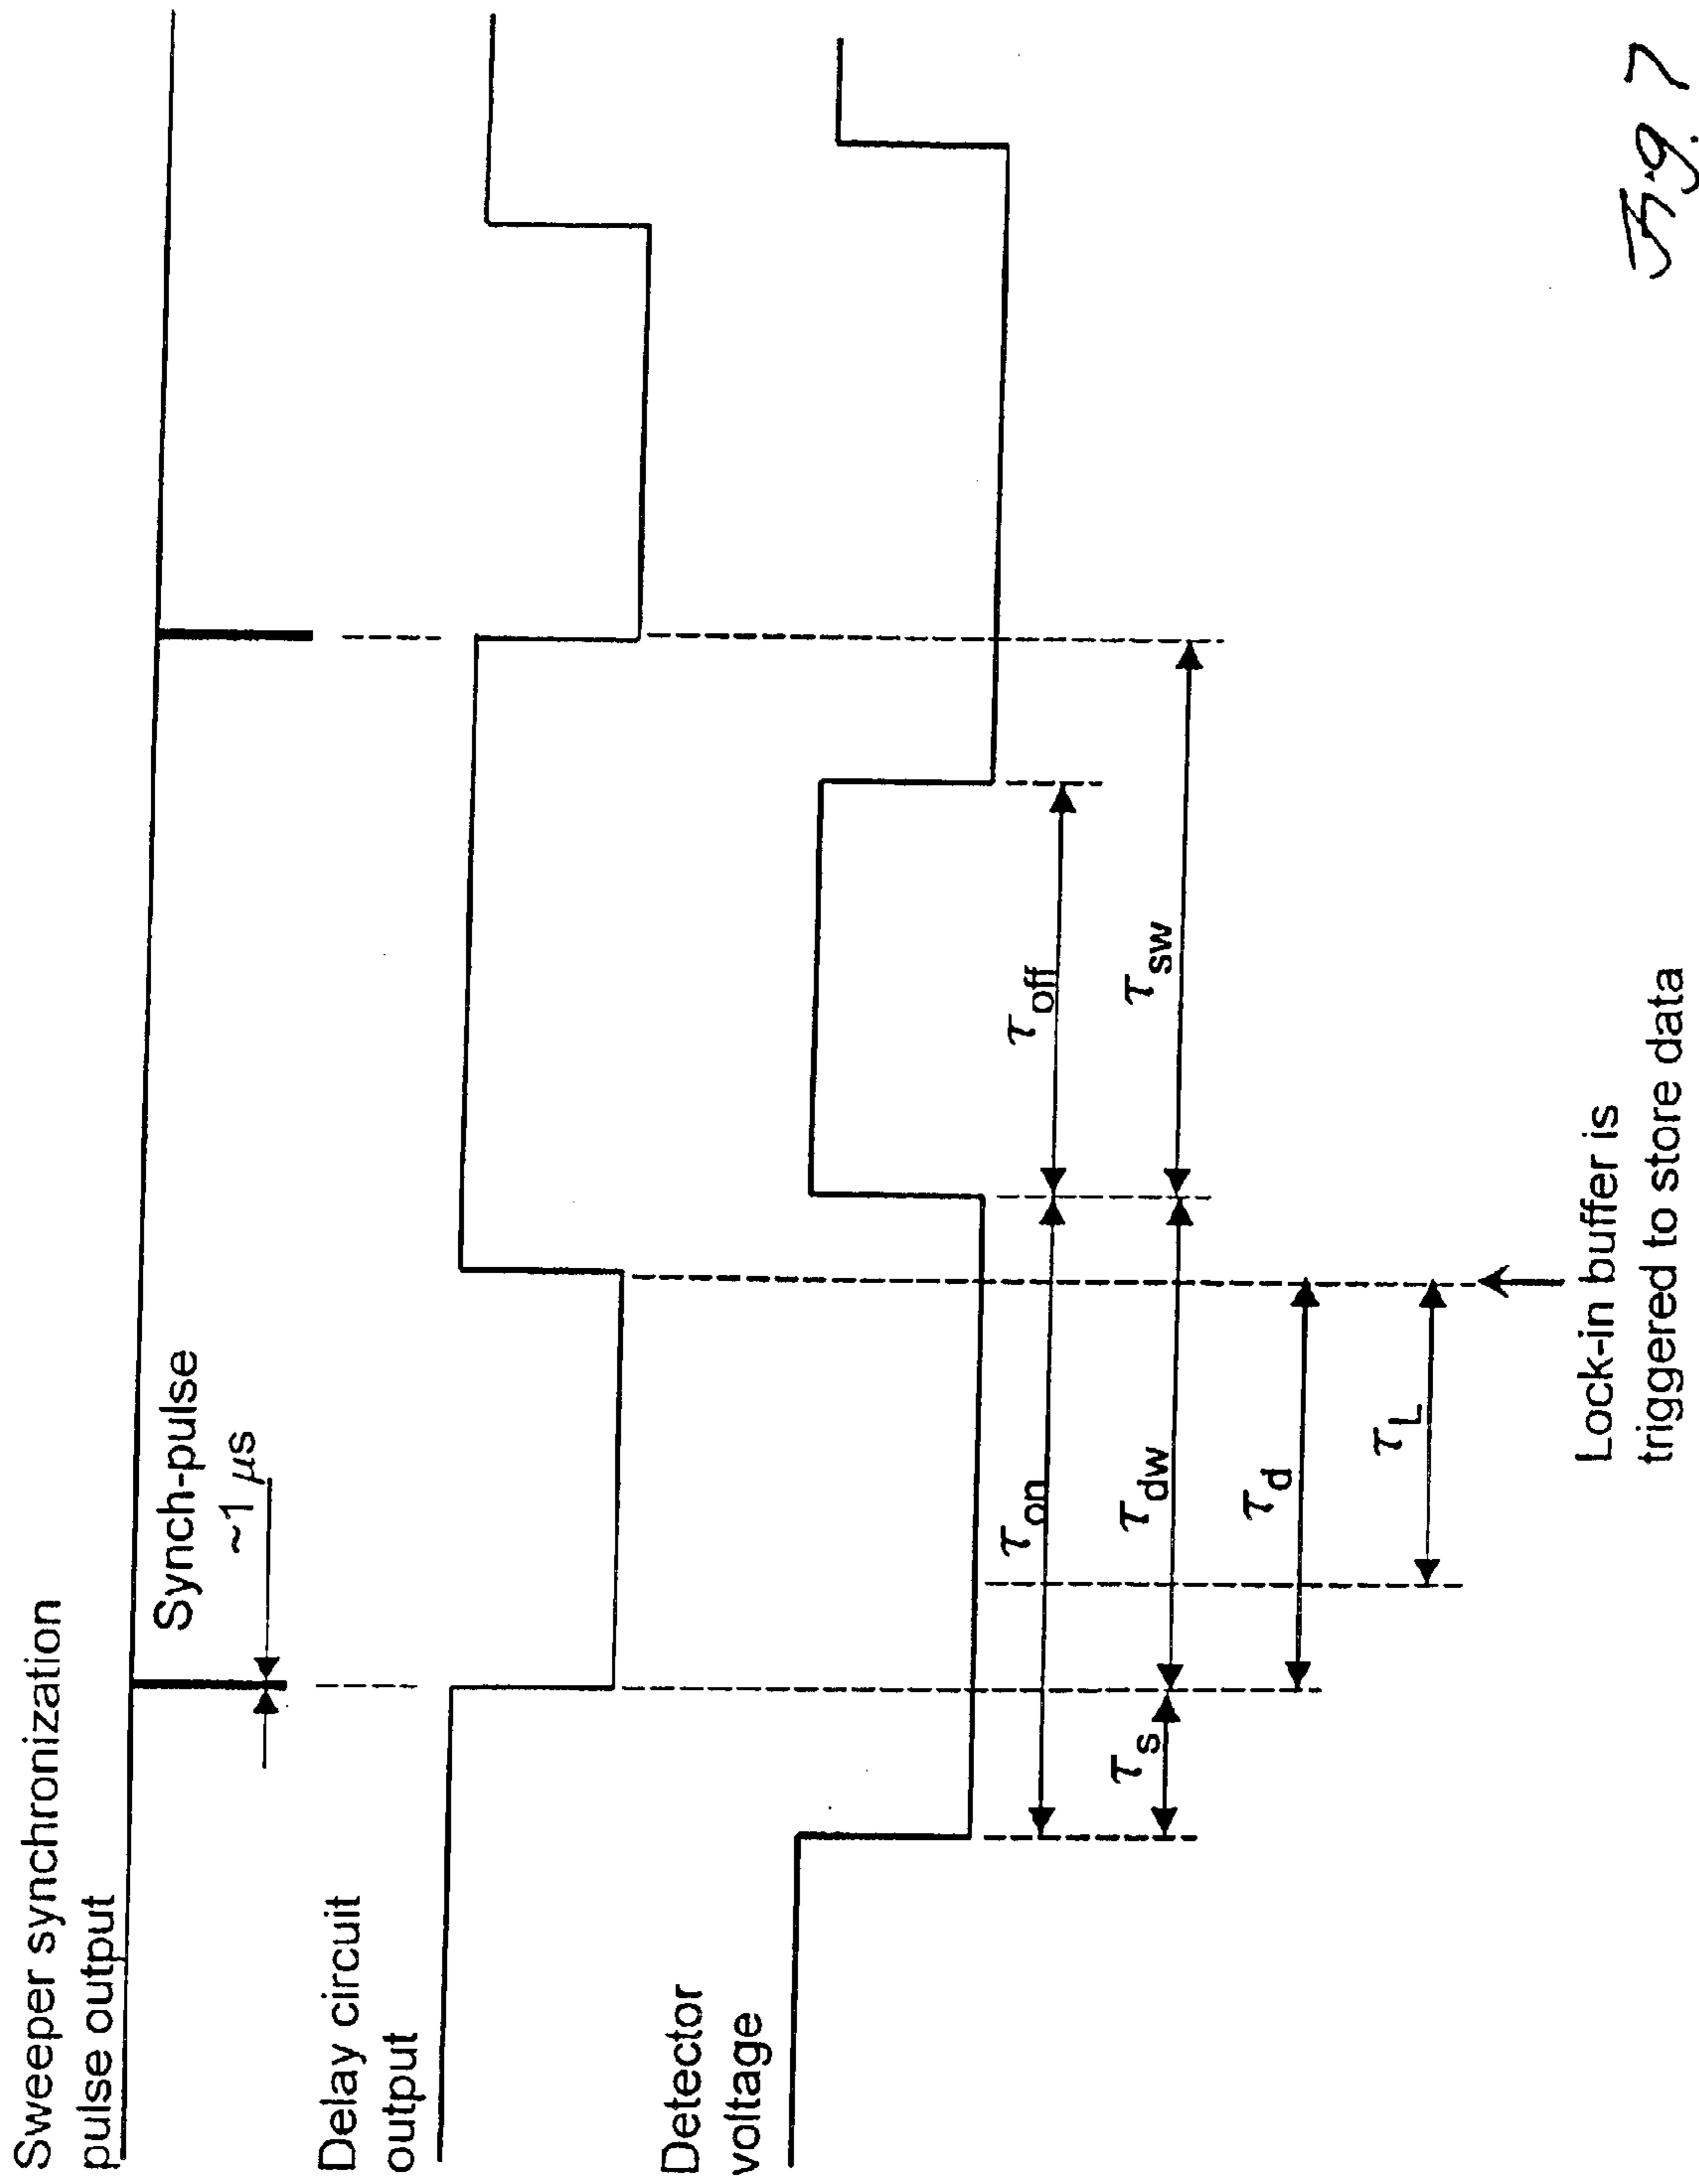 Sweeper synchronization
pulse output
Synch-pulse
~1 μs
Delay circuit
output
Detector
voltage
τon
τoff
τs
τdw
τsw
τd
τL
Lock-in buffer is
triggered to store data
Fig. 7